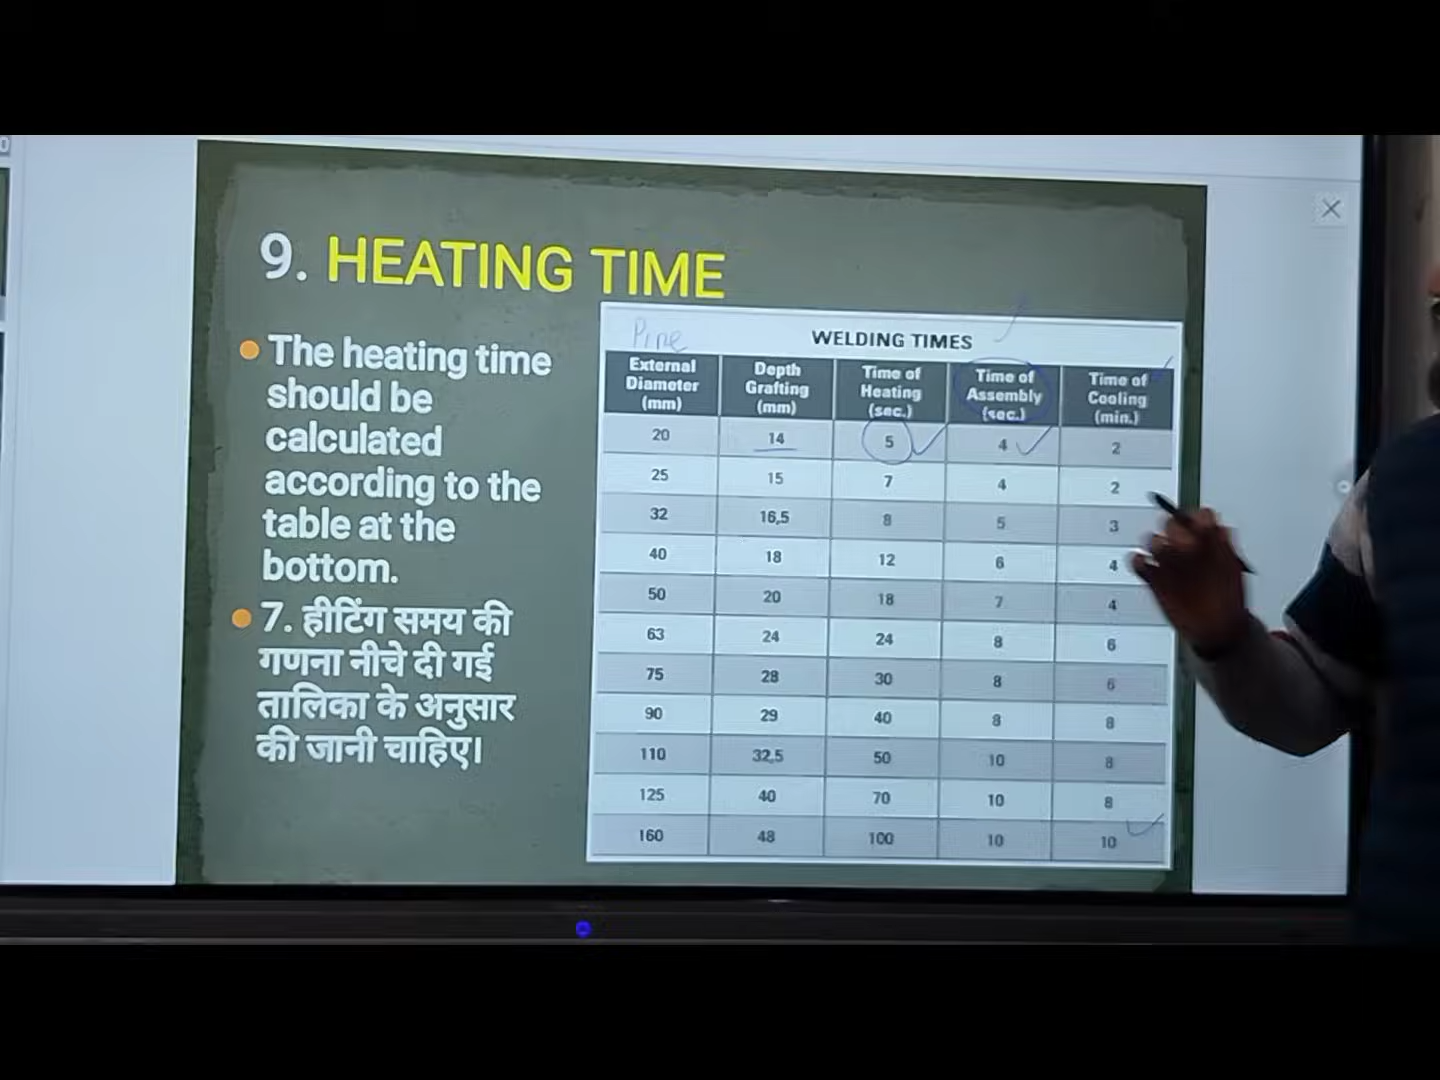 9. HEATING TIME
The heating time
should be
calculated
according to the
table at the
bottom.
7. हीटिंग समय की
गणना नीचे दी गई
तालिका के अनुसार
की जानी चाहिए।
Pipe
WELDING TIMES
External Diameter (mm) Depth Grafting (mm) Time of Heating (sec.) Time of Assembly (sec.) Time of Cooling (min.)
20 14 5 4 2
25 15 7 4 2
32 16,5 8 5 3
40 18 12 6 4
50 20 18 7 4
63 24 24 8 6
75 28 30 8 6
90 29 40 8 8
110 32,5 50 10 8
125 40 70 10 8
160 48 100 10 10